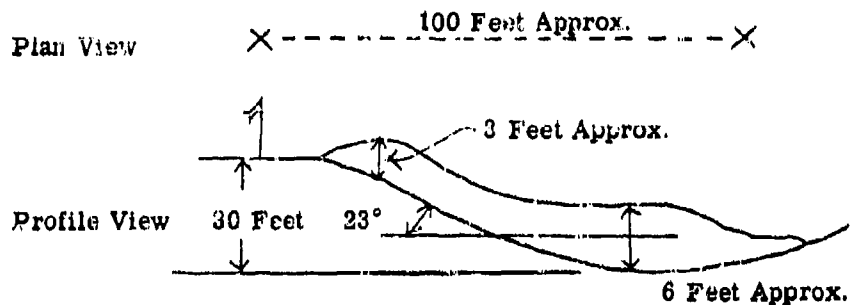 100 Feet Approx.
Plan View
3 Feet Approx.
Profile View 30 Feet 23°
6 Feet Approx.